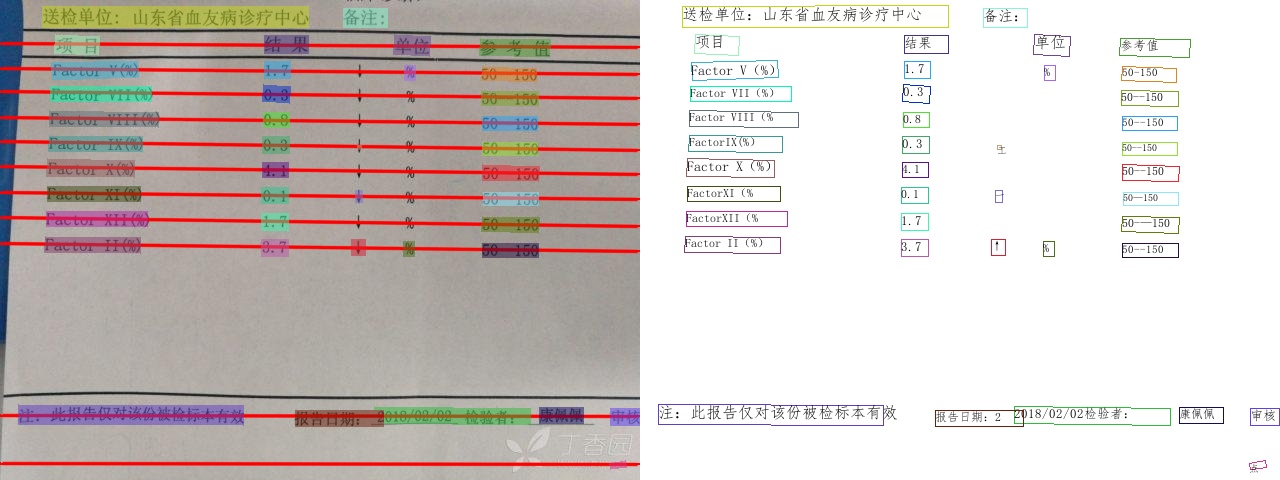 送检单位: 山东省血友病诊疗中心 备注:
项 目 结 果 单位 参 考 值
Factor V(%) 1.7 ↓ % 50--150
Factor VII(%) 0.3 ↓ % 50--150
Factor VIII(%) 0.8 ↓ % 50--150
Factor IX(%) 0.3 ↓ % 50--150
Factor X(%) 4.1 ↓ % 50--150
Factor XI(%) 0.1 ↓ % 50--150
Factor XII(%) 1.7 ↓ % 50--150
Factor II(%) 3.7 ↓ % 50--150
注: 此报告仅对该份被检标本有效 报告日期: 2018/02/02 检验者: 康佩佩 审核
丁香园
送检单位: 山东省血友病诊疗中心 备注:
项目 结果 单位 参考值
Factor V (%) 1.7 % 50-150
Factor VII (%) 0.3 50--150
Factor VIII (% 0.8 50--150
FactorIX(%) 0.3 50--150
Factor X (%) 4.1 50--150
FactorXI (% 0.1 50--150
FactorXII (% 1.7 50---150
Factor II (%) 3.7 ↑ % 50--150
注: 此报告仅对该份被检标本有效 报告日期: 2 2018/02/02检验者: 康佩佩 审核